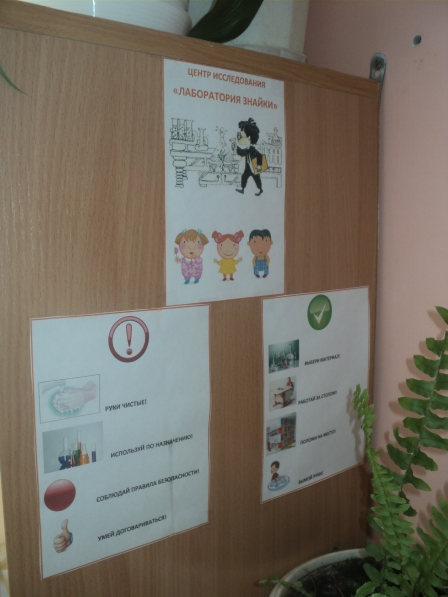 ЦЕНТР ИССЛЕДОВАНИЯ
«ЛАБОРАТОРИЯ ЗНАЙКИ»
РУКИ ЧИСТЫЕ!
ИСПОЛЬЗУЙ ПО НАЗНАЧЕНИЮ!
СОБЛЮДАЙ ПРАВИЛА БЕЗОПАСНОСТИ!
УМЕЙ ДОГОВАРИВАТЬСЯ!
ВЫБЕРИ МАТЕРИАЛ!
РАБОТАЙ ЗА СТОЛОМ!
ПОЛОЖИ НА МЕСТО!
ВЫМОЙ РУКИ!